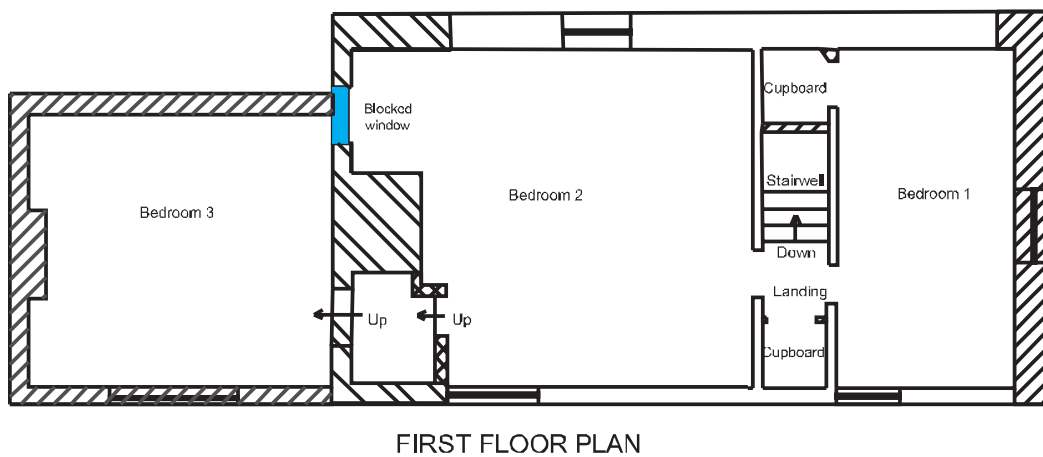 Cupboard
Blocked
window
Stairwell
Bedroom 2
Bedroom 1
Bedroom 3
Down
Landing
Up
Up
Cupboard
FIRST FLOOR PLAN